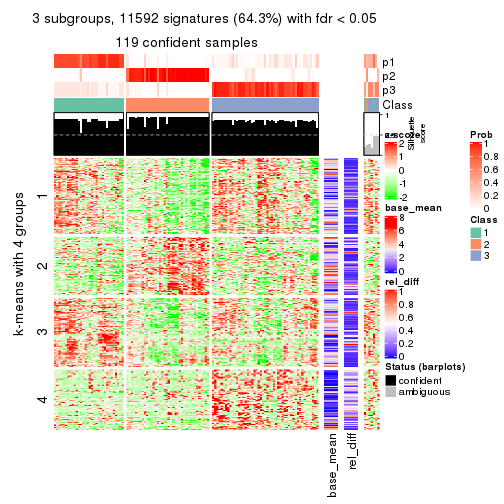 3 subgroups, 11592 signatures (64.3%) with fdr < 0.05
119 confident samples
p1
p2
p3
Class
1
0
Silhouette
score
z-score
2
1
0
-1
-2
base_mean
8
6
4
2
0
rel_diff
1
0.8
0.6
0.4
0.2
0
Status (barplots)
confident
ambiguous
Prob
1
0.8
0.6
0.4
0.2
0
Class
1
2
3
k-means with 4 groups
1
2
3
4
base_mean
rel_diff